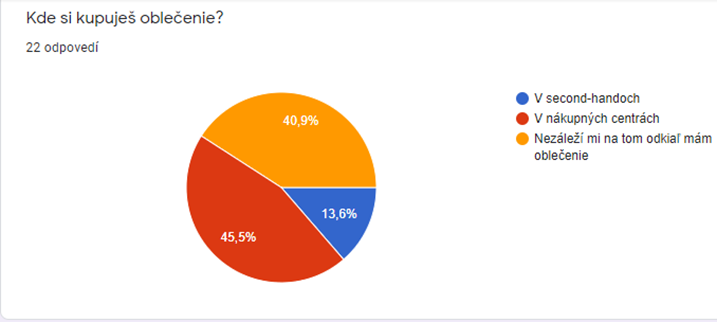 Kde si kupuješ oblečenie?
22 odpovedí
40,9%
13,6%
45,5%
V second-handoch
V nákupných centrách
Nezáleží mi na tom odkiaľ mám
oblečenie